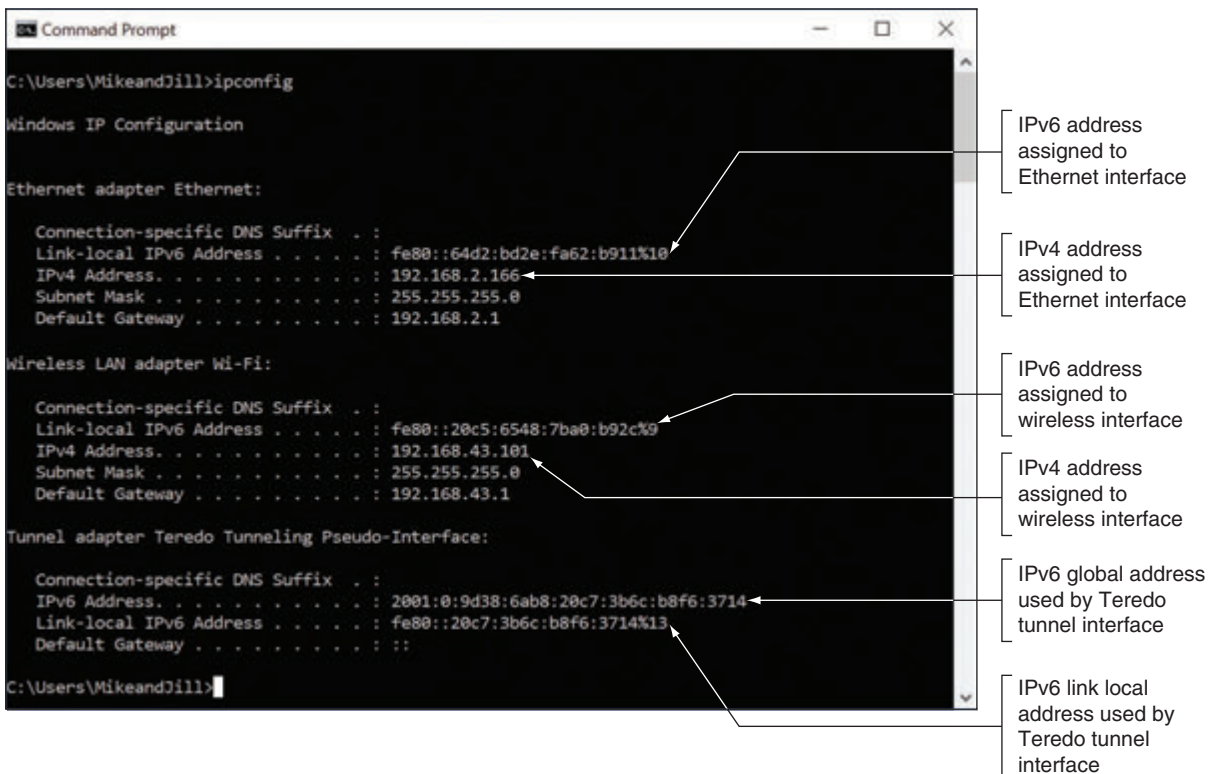 Command Prompt
C:\Users\MikeandJill>ipconfig
Windows IP Configuration
Ethernet adapter Ethernet:
Connection-specific DNS Suffix . :
Link-local IPv6 Address . . . . . : fe80::64d2:bd2e:fa62:b911%10
IPv4 Address. . . . . . . . . . . : 192.168.2.166
Subnet Mask . . . . . . . . . . . : 255.255.255.0
Default Gateway . . . . . . . . . : 192.168.2.1
Wireless LAN adapter Wi-Fi:
Connection-specific DNS Suffix . :
Link-local IPv6 Address . . . . . : fe80::20c5:6548:7ba0:b92c%9
IPv4 Address. . . . . . . . . . . : 192.168.43.101
Subnet Mask . . . . . . . . . . . : 255.255.255.0
Default Gateway . . . . . . . . . : 192.168.43.1
Tunnel adapter Teredo Tunneling Pseudo-Interface:
Connection-specific DNS Suffix . :
IPv6 Address. . . . . . . . . . . : 2001:0:9d38:6ab8:20c7:3b6c:b8f6:3714
Link-local IPv6 Address . . . . . : fe80::20c7:3b6c:b8f6:3714%13
Default Gateway . . . . . . . . . : ::
C:\Users\MikeandJill>
IPv6 address
assigned to
Ethernet interface
IPv4 address
assigned to
Ethernet interface
IPv6 address
assigned to
wireless interface
IPv4 address
assigned to
wireless interface
IPv6 global address
used by Teredo
tunnel interface
IPv6 link local
address used by
Teredo tunnel
interface